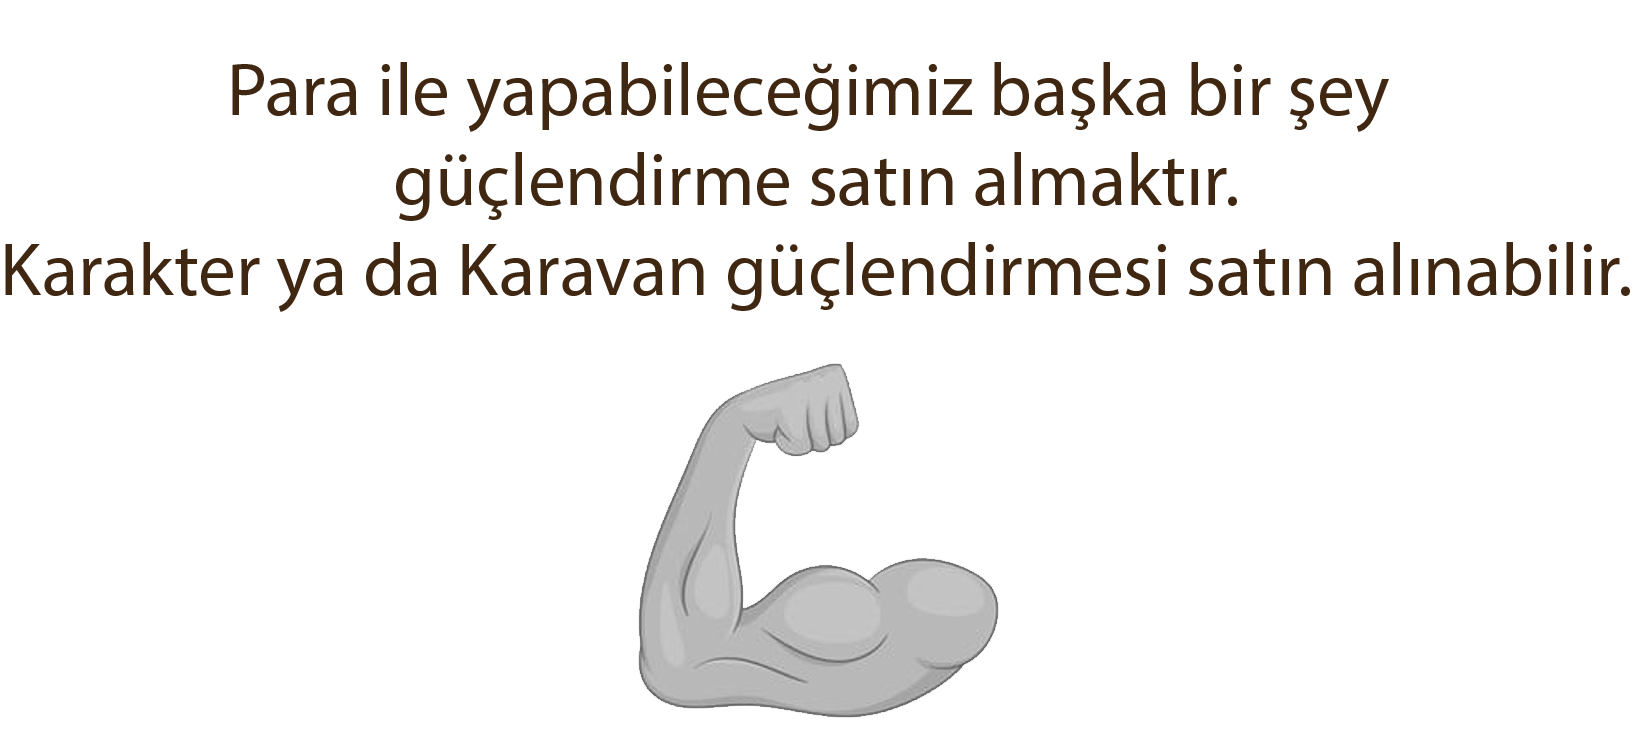 Para ile yapabileceğimiz başka bir şey
güçlendirme satın almaktır.
Karakter ya da Karavan güçlendirmesi satın alınabilir.